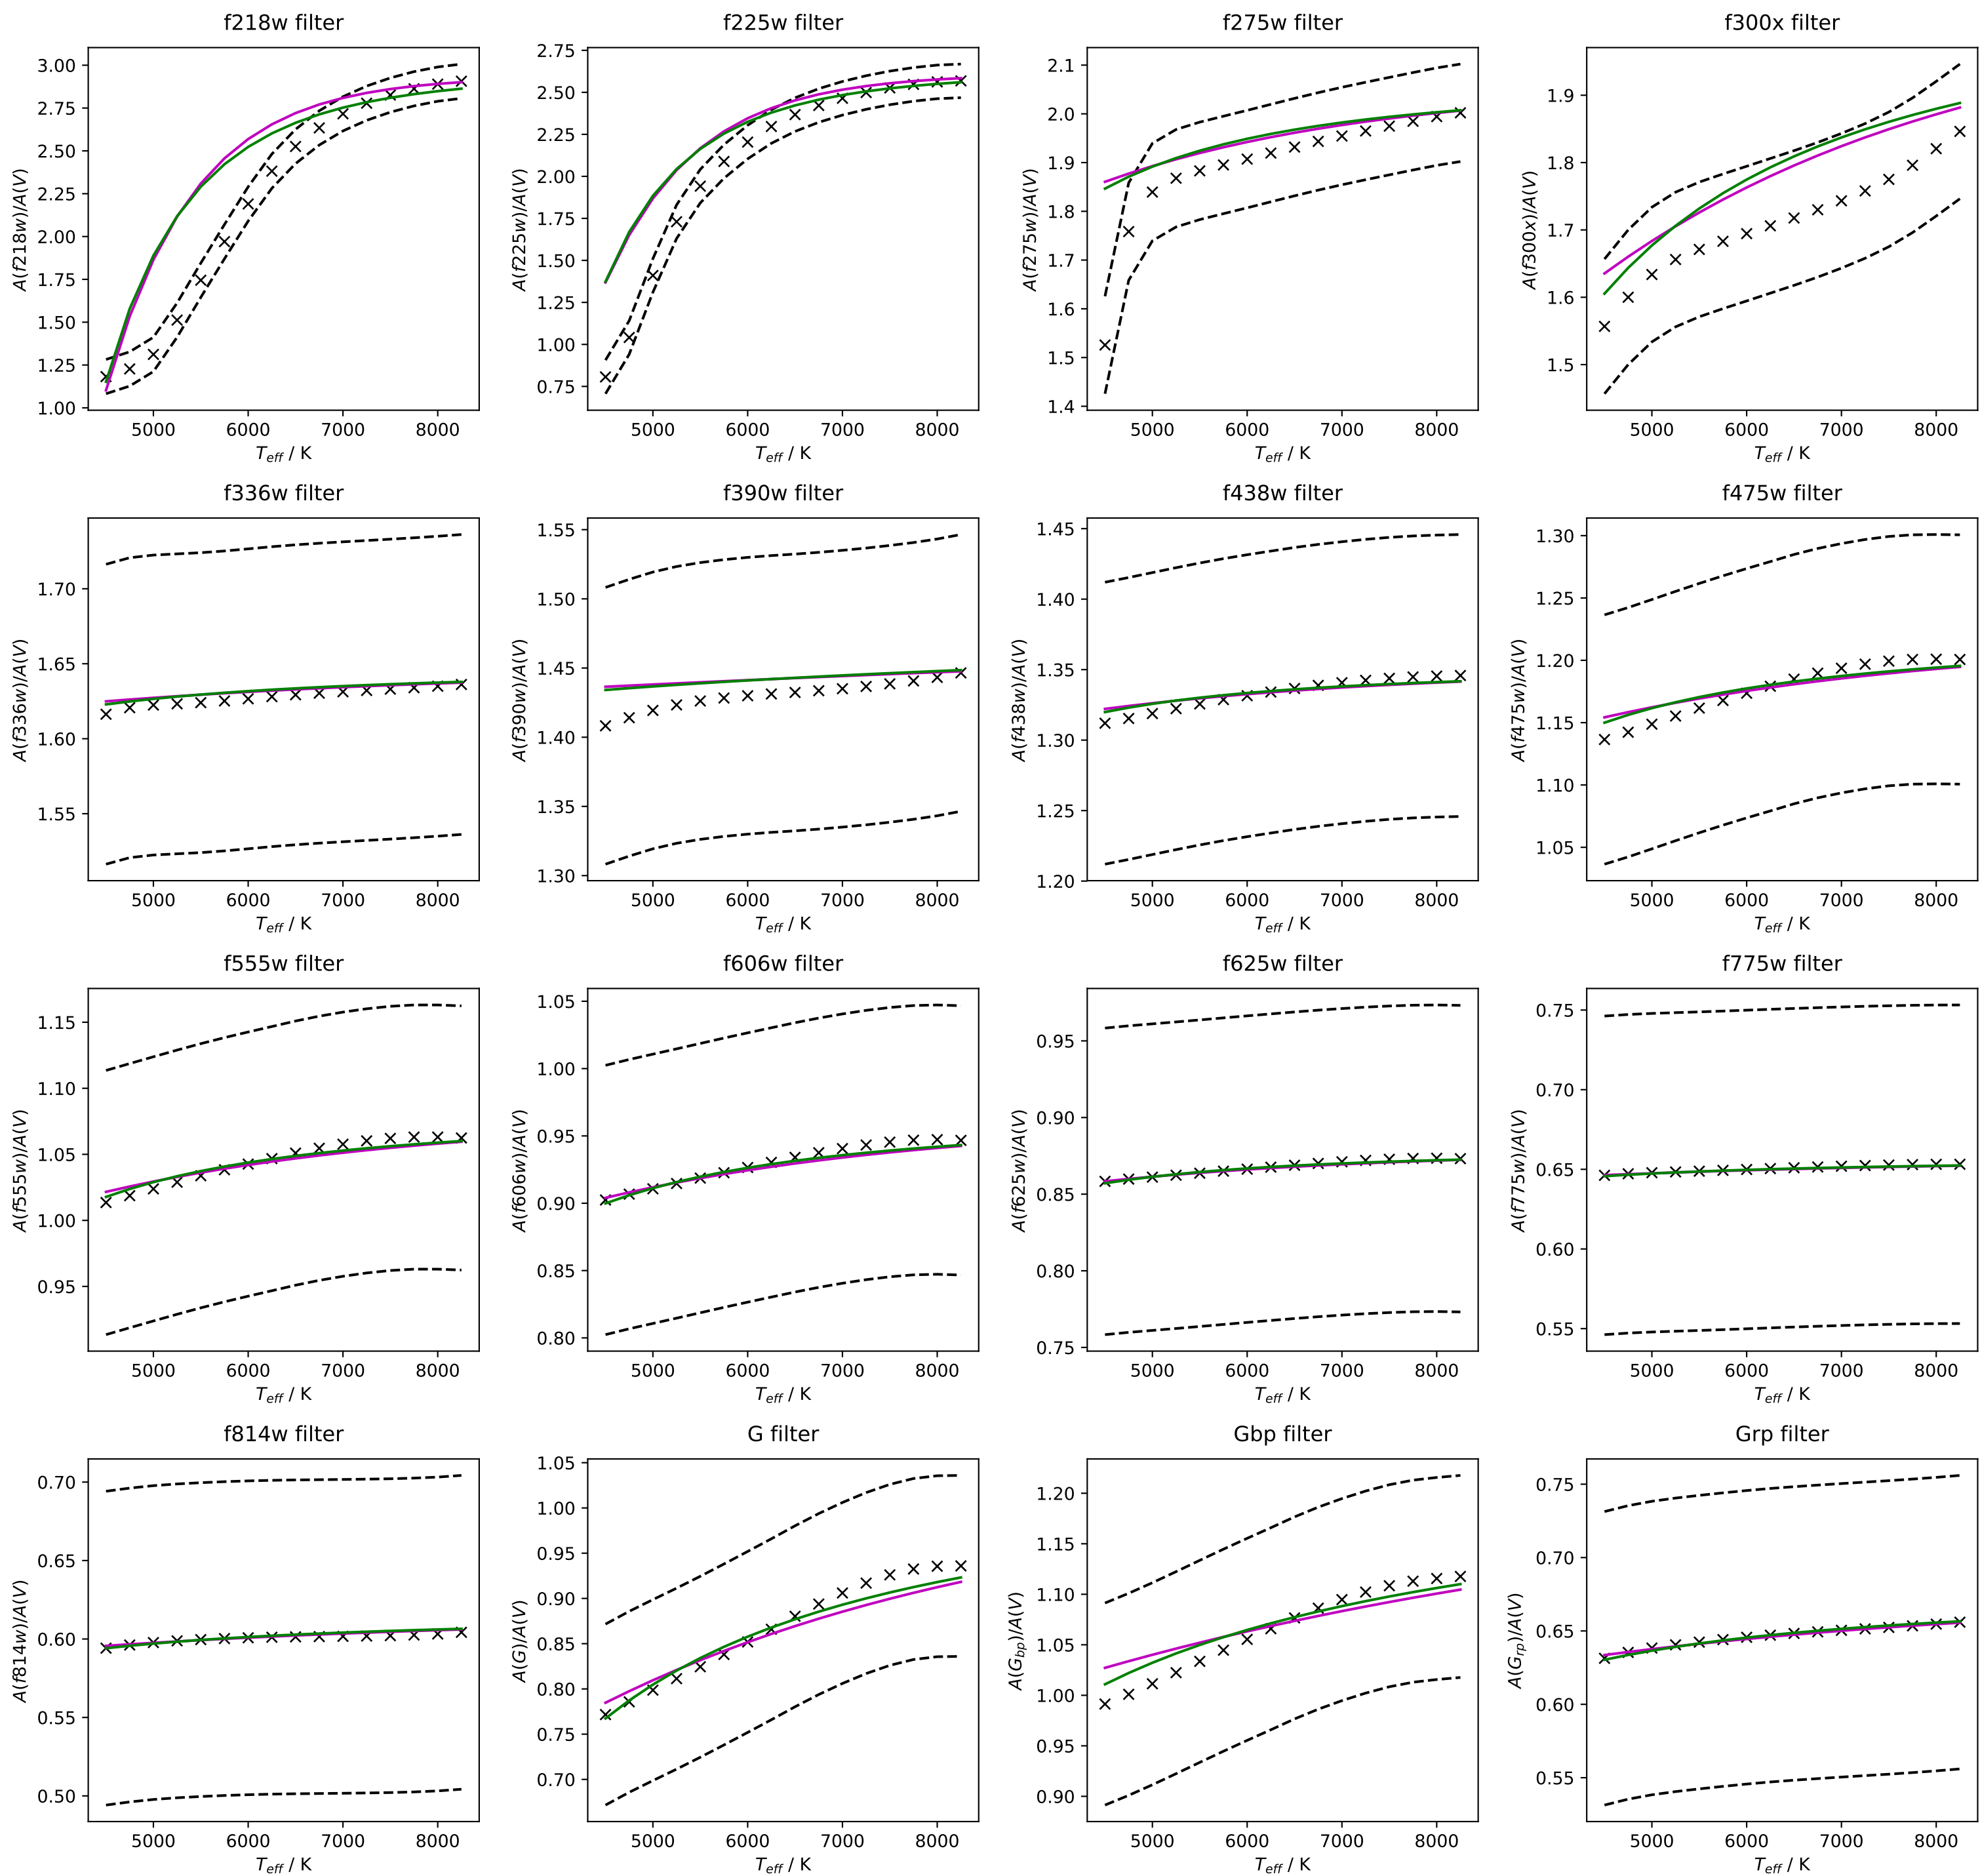 f218w filter
f225w filter
f275w filter
f300x filter
A(f218w)/A(V)
3.00
2.75
2.50
2.25
2.00
1.75
1.50
1.25
1.00
5000 6000 7000 8000
T_eff / K
A(f225w)/A(V)
2.75
2.50
2.25
2.00
1.75
1.50
1.25
1.00
0.75
5000 6000 7000 8000
T_eff / K
A(f275w)/A(V)
2.1
2.0
1.9
1.8
1.7
1.6
1.5
1.4
5000 6000 7000 8000
T_eff / K
A(f300x)/A(V)
1.9
1.8
1.7
1.6
1.5
5000 6000 7000 8000
T_eff / K
f336w filter
f390w filter
f438w filter
f475w filter
A(f336w)/A(V)
1.70
1.65
1.60
1.55
5000 6000 7000 8000
T_eff / K
A(f390w)/A(V)
1.55
1.50
1.45
1.40
1.35
1.30
5000 6000 7000 8000
T_eff / K
A(f438w)/A(V)
1.45
1.40
1.35
1.30
1.25
1.20
5000 6000 7000 8000
T_eff / K
A(f475w)/A(V)
1.30
1.25
1.20
1.15
1.10
1.05
5000 6000 7000 8000
T_eff / K
f555w filter
f606w filter
f625w filter
f775w filter
A(f555w)/A(V)
1.15
1.10
1.05
1.00
0.95
5000 6000 7000 8000
T_eff / K
A(f606w)/A(V)
1.05
1.00
0.95
0.90
0.85
0.80
5000 6000 7000 8000
T_eff / K
A(f625w)/A(V)
0.95
0.90
0.85
0.80
0.75
5000 6000 7000 8000
T_eff / K
A(f775w)/A(V)
0.75
0.70
0.65
0.60
0.55
5000 6000 7000 8000
T_eff / K
f814w filter
G filter
Gbp filter
Grp filter
A(f814w)/A(V)
0.70
0.65
0.60
0.55
0.50
5000 6000 7000 8000
T_eff / K
A(G)/A(V)
1.05
1.00
0.95
0.90
0.85
0.80
0.75
0.70
5000 6000 7000 8000
T_eff / K
A(G_bp)/A(V)
1.20
1.15
1.10
1.05
1.00
0.95
0.90
5000 6000 7000 8000
T_eff / K
A(G_rp)/A(V)
0.75
0.70
0.65
0.60
0.55
5000 6000 7000 8000
T_eff / K